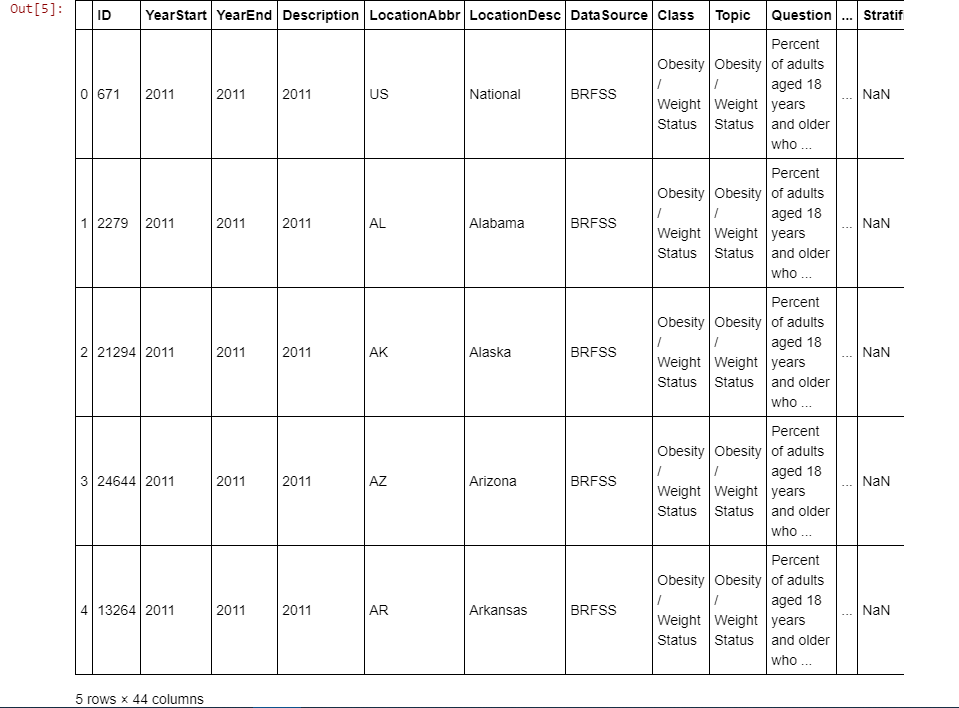 Out[5]:
ID YearStart YearEnd Description LocationAbbr LocationDesc DataSource Class Topic Question ... Stratif
0 671 2011 2011 2011 US National BRFSS Obesity / Weight Status Obesity / Weight Status Percent of adults aged 18 years and older who ... ... NaN
1 2279 2011 2011 2011 AL Alabama BRFSS Obesity / Weight Status Obesity / Weight Status Percent of adults aged 18 years and older who ... ... NaN
2 21294 2011 2011 2011 AK Alaska BRFSS Obesity / Weight Status Obesity / Weight Status Percent of adults aged 18 years and older who ... ... NaN
3 24644 2011 2011 2011 AZ Arizona BRFSS Obesity / Weight Status Obesity / Weight Status Percent of adults aged 18 years and older who ... ... NaN
4 13264 2011 2011 2011 AR Arkansas BRFSS Obesity / Weight Status Obesity / Weight Status Percent of adults aged 18 years and older who ... ... NaN
5 rows × 44 columns